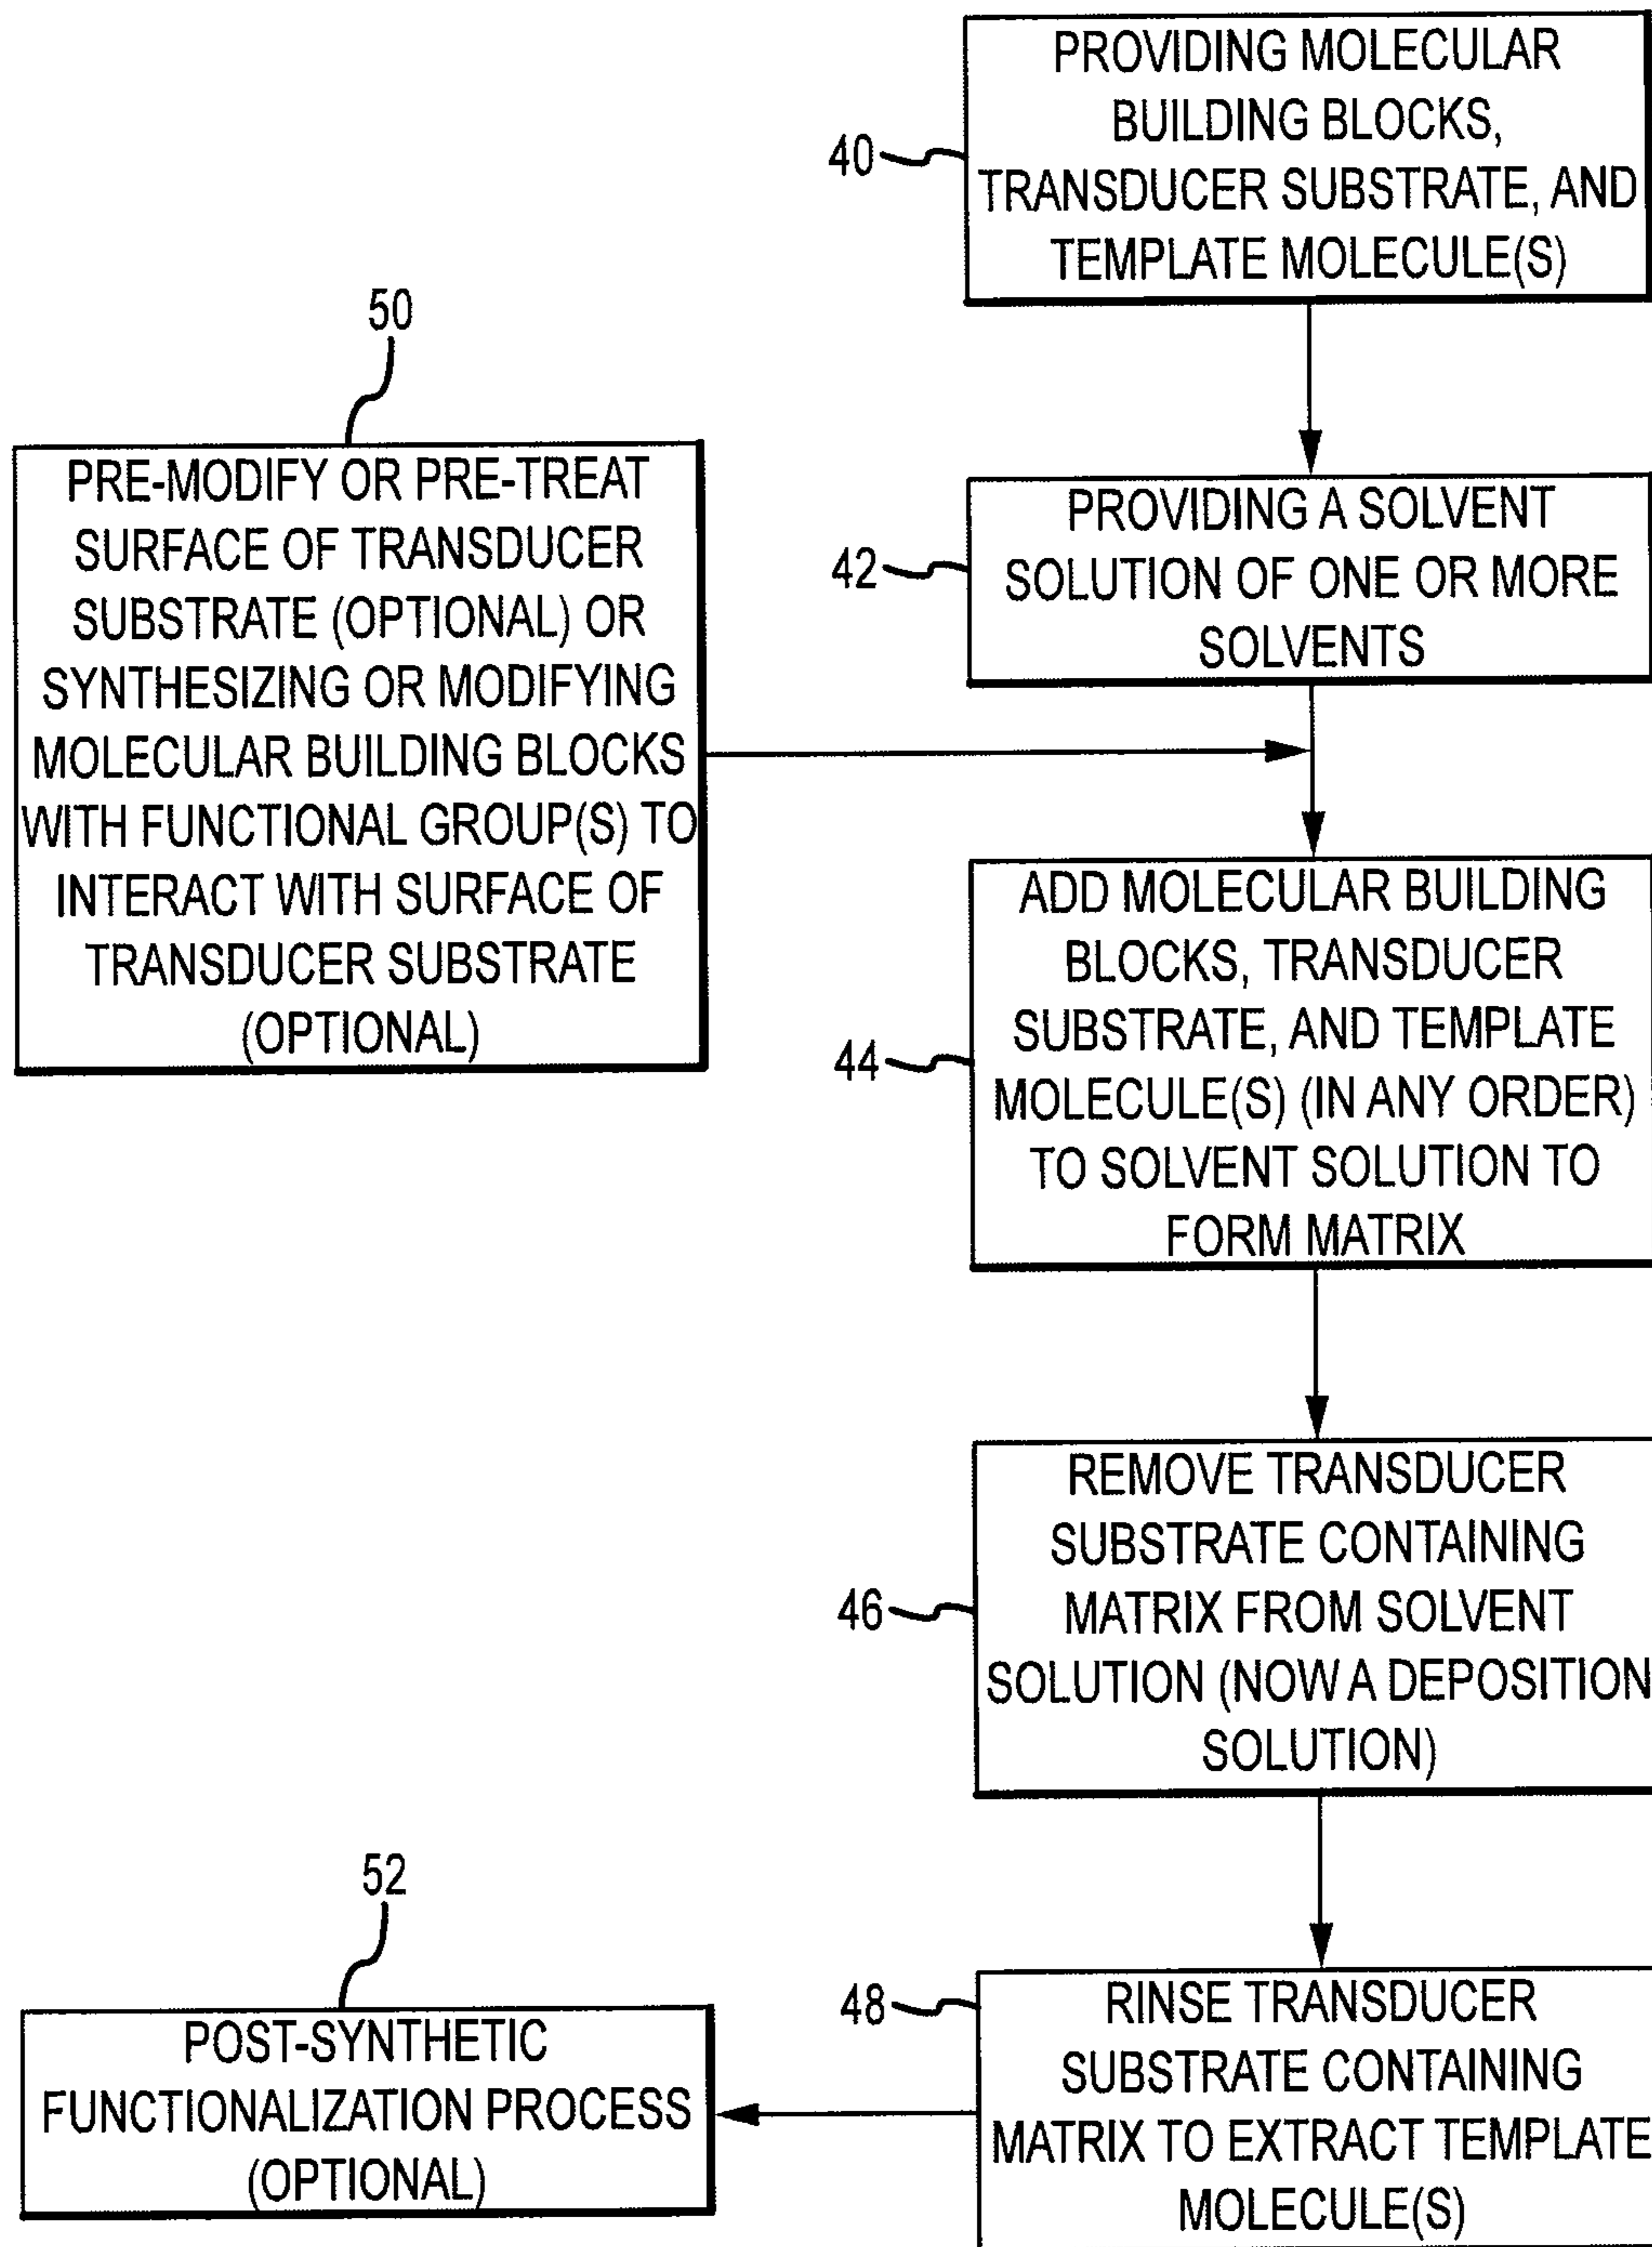 PROVIDING MOLECULAR
BUILDING BLOCKS,
TRANSDUCER SUBSTRATE, AND
TEMPLATE MOLECULE(S)
40
50
PRE-MODIFY OR PRE-TREAT
SURFACE OF TRANSDUCER
SUBSTRATE (OPTIONAL) OR
SYNTHESIZING OR MODIFYING
MOLECULAR BUILDING BLOCKS
WITH FUNCTIONAL GROUP(S) TO
INTERACT WITH SURFACE OF
TRANSDUCER SUBSTRATE
(OPTIONAL)
PROVIDING A SOLVENT
SOLUTION OF ONE OR MORE
SOLVENTS
42
ADD MOLECULAR BUILDING
BLOCKS, TRANSDUCER
SUBSTRATE, AND TEMPLATE
MOLECULE(S) (IN ANY ORDER)
TO SOLVENT SOLUTION TO
FORM MATRIX
44
REMOVE TRANSDUCER
SUBSTRATE CONTAINING
MATRIX FROM SOLVENT
SOLUTION (NOW A DEPOSITION
SOLUTION)
46
RINSE TRANSDUCER
SUBSTRATE CONTAINING
MATRIX TO EXTRACT TEMPLATE
MOLECULE(S)
48
52
POST-SYNTHETIC
FUNCTIONALIZATION PROCESS
(OPTIONAL)